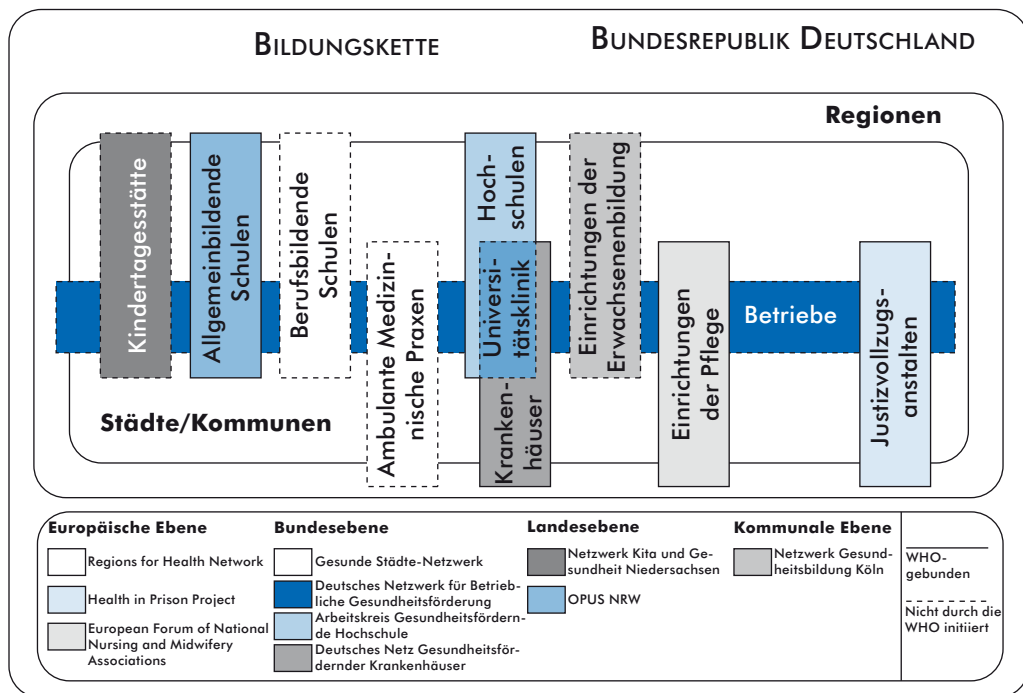 BILDUNGSKETTE
BUNDESREPUBLIK DEUTSCHLAND
Regionen
Kindertagesstätte
Allgemeinbildende
Schulen
Berufsbildende
Schulen
Ambulante Medizi-
nische Praxen
Hoch-
schulen
Universi-
tätsklinik
Kranken-
häuser
Einrichtungen der
Erwachsenenbildung
Einrichtungen
der Pflege
Betriebe
Justizvollzugs-
anstalten
Städte/Kommunen
Europäische Ebene
Regions for Health Network
Health in Prison Project
European Forum of National
Nursing and Midwifery
Associations
Bundesebene
Gesunde Städte-Netzwerk
Deutsches Netzwerk für Betrieb-
liche Gesundheitsförderung
Arbeitskreis Gesundheitsfördern-
de Hochschule
Deutsches Netz Gesundheitsför-
dernder Krankenhäuser
Landesebene
Netzwerk Kita und Ge-
sundheit Niedersachsen
OPUS NRW
Kommunale Ebene
Netzwerk Gesund-
heitsbildung Köln
WHO-
gebunden
Nicht durch die
WHO initiiert